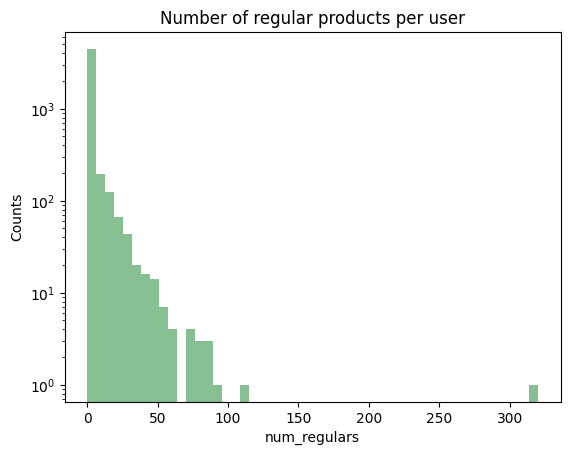 Number of regular products per user
Counts
10³
10²
10¹
10⁰
0 50 100 150 200 250 300
num_regulars